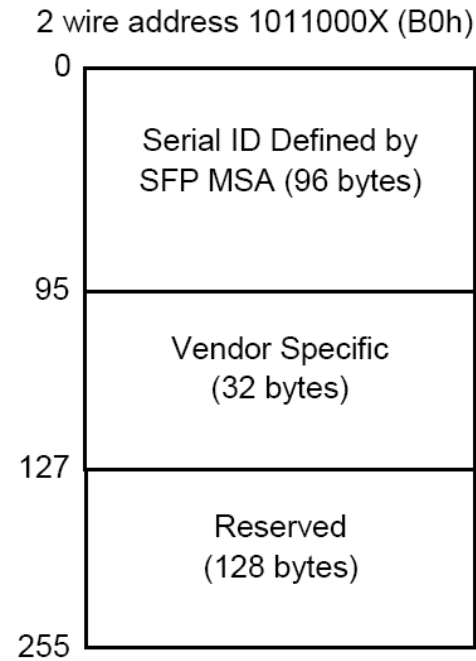 2 wire address 1011000X (B0h)
0
Serial ID Defined by
SFP MSA (96 bytes)
95
Vendor Specific
(32 bytes)
127
Reserved
(128 bytes)
255